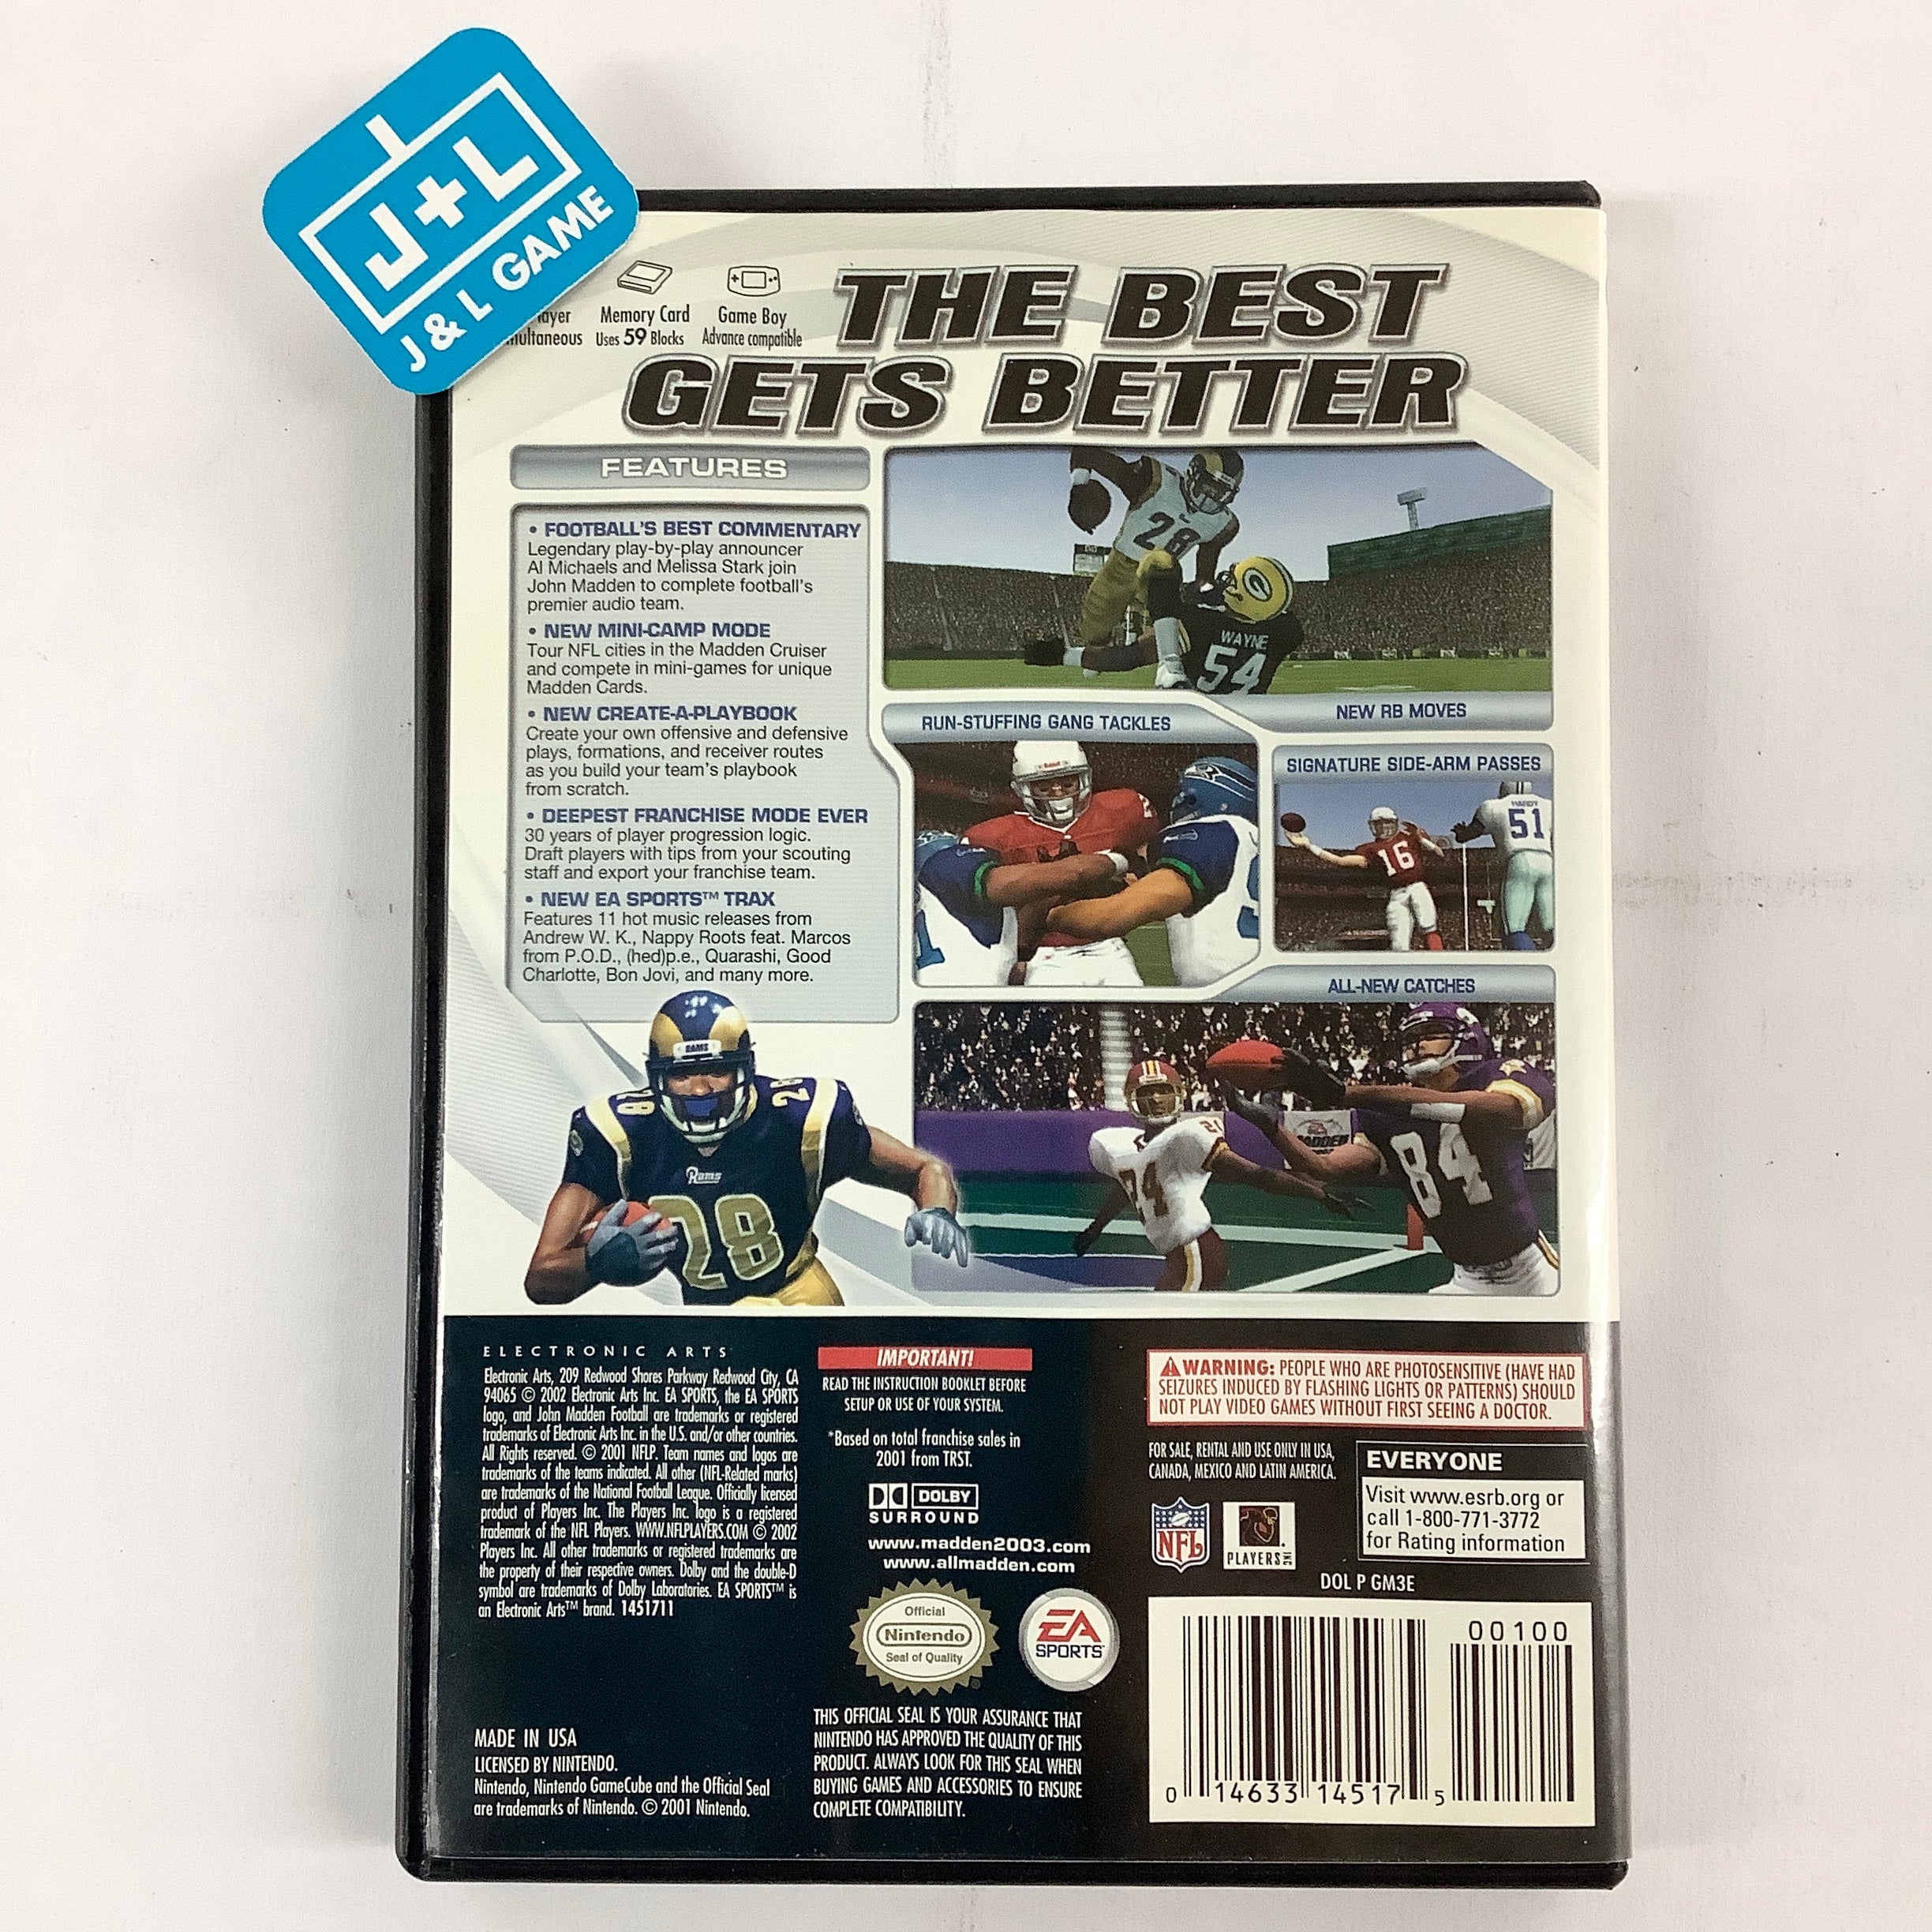 J+L
J & L GAME
Memory Card
Uses 59 Blocks
Game Boy
Advance compatible
THE BEST
GETS BETTER
FEATURES
• FOOTBALL'S BEST COMMENTARY
Legendary play-by-play announcer
Al Michaels and Melissa Stark join
John Madden to complete football's
premier audio team.
• NEW MINI-CAMP MODE
Tour NFL cities in the Madden Cruiser
and compete in mini-games for unique
Madden Cards.
• NEW CREATE-A-PLAYBOOK
Create your own offensive and defensive
plays, formations, and receiver routes
as you build your team's playbook
from scratch.
• DEEPEST FRANCHISE MODE EVER
30 years of player progression logic.
Draft players with tips from your scouting
staff and export your franchise team.
• NEW EA SPORTS™ TRAX
Features 11 hot music releases from
Andrew W. K., Nappy Roots feat. Marcos
from P.O.D., (hed)p.e., Quarashi, Good
Charlotte, Bon Jovi, and many more.
28
WAYNE
54
NEW RB MOVES
RUN-STUFFING GANG TACKLES
SIGNATURE SIDE-ARM PASSES
16
HARDY
51
ALL-NEW CATCHES
21
24
MADDEN
84
RAMS
28
28
Rams
28
ELECTRONIC ARTS
Electronic Arts, 209 Redwood Shores Parkway Redwood City, CA
94065 © 2002 Electronic Arts Inc. EA SPORTS, the EA SPORTS
logo, and John Madden Football are trademarks or registered
trademarks of Electronic Arts Inc. in the U.S. and/or other countries.
All Rights reserved. © 2001 NFLP. Team names and logos are
trademarks of the teams indicated. All other (NFL-Related marks)
are trademarks of the National Football League. Officially licensed
product of Players Inc. The Players Inc. logo is a registered
trademark of the NFL Players. WWW.NFLPLAYERS.COM © 2002
Players Inc. All other trademarks or registered trademarks are
the property of their respective owners. Dolby and the double-D
symbol are trademarks of Dolby Laboratories. EA SPORTS™ is
an Electronic Arts™ brand. 1451711
MADE IN USA
LICENSED BY NINTENDO.
Nintendo, Nintendo GameCube and the Official Seal
are trademarks of Nintendo. © 2001 Nintendo.
IMPORTANT!
READ THE INSTRUCTION BOOKLET BEFORE
SETUP OR USE OF YOUR SYSTEM.
*Based on total franchise sales in
2001 from TRST.
DOLBY
SURROUND
www.madden2003.com
www.allmadden.com
Official
Nintendo
Seal of Quality
EA
SPORTS
THIS OFFICIAL SEAL IS YOUR ASSURANCE THAT
NINTENDO HAS APPROVED THE QUALITY OF THIS
PRODUCT. ALWAYS LOOK FOR THIS SEAL WHEN
BUYING GAMES AND ACCESSORIES TO ENSURE
COMPLETE COMPATIBILITY.
WARNING: PEOPLE WHO ARE PHOTOSENSITIVE (HAVE HAD
SEIZURES INDUCED BY FLASHING LIGHTS OR PATTERNS) SHOULD
NOT PLAY VIDEO GAMES WITHOUT FIRST SEEING A DOCTOR.
FOR SALE, RENTAL AND USE ONLY IN USA,
CANADA, MEXICO AND LATIN AMERICA.
NFL
PLAYERS INC
EVERYONE
Visit www.esrb.org or
call 1-800-771-3772
for Rating information
DOL P GM3E
00100
0 14633 14517 5